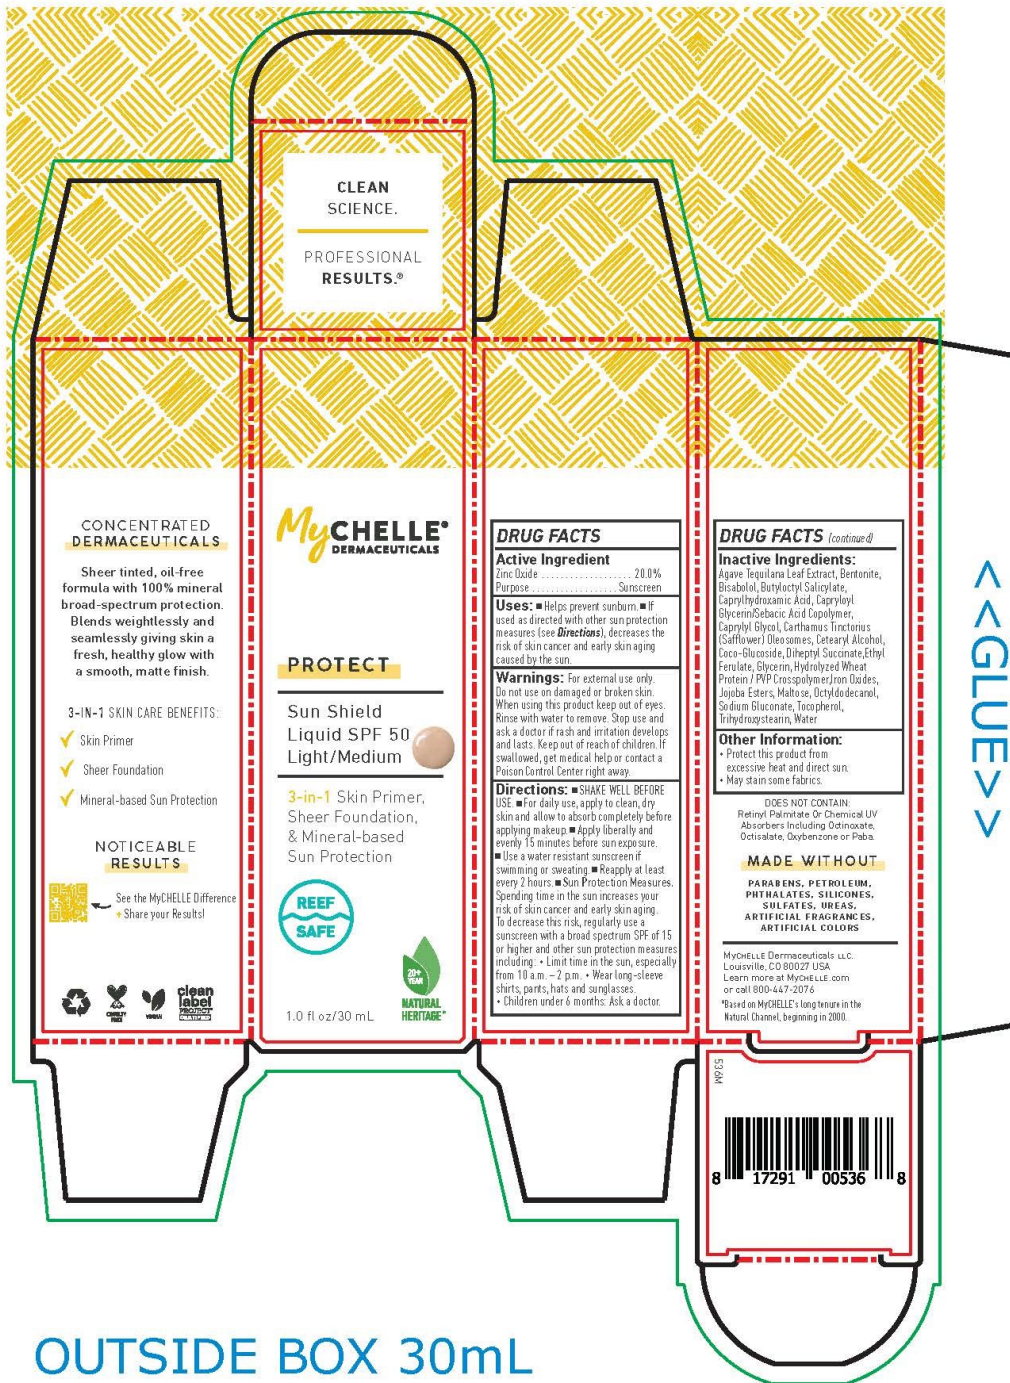 CLEAN
SCIENCE.
PROFESSIONAL
RESULTS.®
CONCENTRATED
DERMACEUTICALS
Sheer tinted, oil-free
formula with 100% mineral
broad-spectrum protection.
Blends weightlessly and
seamlessly giving skin a
fresh, healthy glow with
a smooth, matte finish.
3-IN-1 SKIN CARE BENEFITS:
Skin Primer
Sheer Foundation
Mineral-based Sun Protection
NOTICEABLE
RESULTS
See the MyCHELLE Difference
+ Share your Results!
CRUELTY
FREE
VEGAN
clean
label
PROJECT
MyCHELLE®
DERMACEUTICALS
PROTECT
Sun Shield
Liquid SPF 50
Light/Medium
3-in-1 Skin Primer,
Sheer Foundation,
& Mineral-based
Sun Protection
REEF
SAFE
20+
YEAR
NATURAL
HERITAGE*
1.0 fl oz/30 mL
DRUG FACTS
Active Ingredient
Zinc Oxide . . . . . . . . . . . . . . . . . . . 20.0%
Purpose . . . . . . . . . . . . . . . . . . Sunscreen
Uses: ■ Helps prevent sunburn. ■ If
used as directed with other sun protection
measures (see Directions), decreases the
risk of skin cancer and early skin aging
caused by the sun.
Warnings: For external use only.
Do not use on damaged or broken skin.
When using this product keep out of eyes.
Rinse with water to remove. Stop use and
ask a doctor if rash and irritation develops
and lasts. Keep out of reach of children. If
swallowed, get medical help or contact a
Poison Control Center right away.
Directions: ■ SHAKE WELL BEFORE
USE. ■ For daily use, apply to clean, dry
skin and allow to absorb completely before
applying makeup. ■ Apply liberally and
evenly 15 minutes before sun exposure.
■ Use a water resistant sunscreen if
swimming or sweating. ■ Reapply at least
every 2 hours. ■ Sun Protection Measures.
Spending time in the sun increases your
risk of skin cancer and early skin aging.
To decrease this risk, regularly use a
sunscreen with a broad spectrum SPF of 15
or higher and other sun protection measures
including: • Limit time in the sun, especially
from 10 a.m. – 2 p.m. • Wear long-sleeve
shirts, pants, hats and sunglasses.
• Children under 6 months: Ask a doctor.
DRUG FACTS (continued)
Inactive Ingredients:
Agave Tequilana Leaf Extract, Bentonite,
Bisabolol, Butyloctyl Salicylate,
Caprylhydroxamic Acid, Capryloyl
Glycerin/Sebacic Acid Copolymer,
Caprylyl Glycol, Carthamus Tinctorius
(Safflower) Oleosomes, Cetearyl Alcohol,
Coco-Glucoside, Diheptyl Succinate,Ethyl
Ferulate, Glycerin, Hydrolyzed Wheat
Protein / PVP Crosspolymer,Iron Oxides,
Jojoba Esters, Maltose, Octyldodecanol,
Sodium Gluconate, Tocopherol,
Trihydroxystearin, Water
Other Information:
• Protect this product from
excessive heat and direct sun.
• May stain some fabrics.
DOES NOT CONTAIN:
Retinyl Palmitate Or Chemical UV
Absorbers Including Octinoxate,
Octisalate, Oxybenzone or Paba.
MADE WITHOUT
PARABENS, PETROLEUM,
PHTHALATES, SILICONES,
SULFATES, UREAS,
ARTIFICIAL FRAGRANCES,
ARTIFICIAL COLORS
MyCHELLE Dermaceuticals LLC.
Louisville, CO 80027 USA
Learn more at MyCHELLE.com
or call 800-447-2076
*Based on MyCHELLE's long tenure in the
Natural Channel, beginning in 2000.
<<GLUE>>
536M
8 17291 00536 8
OUTSIDE BOX 30mL